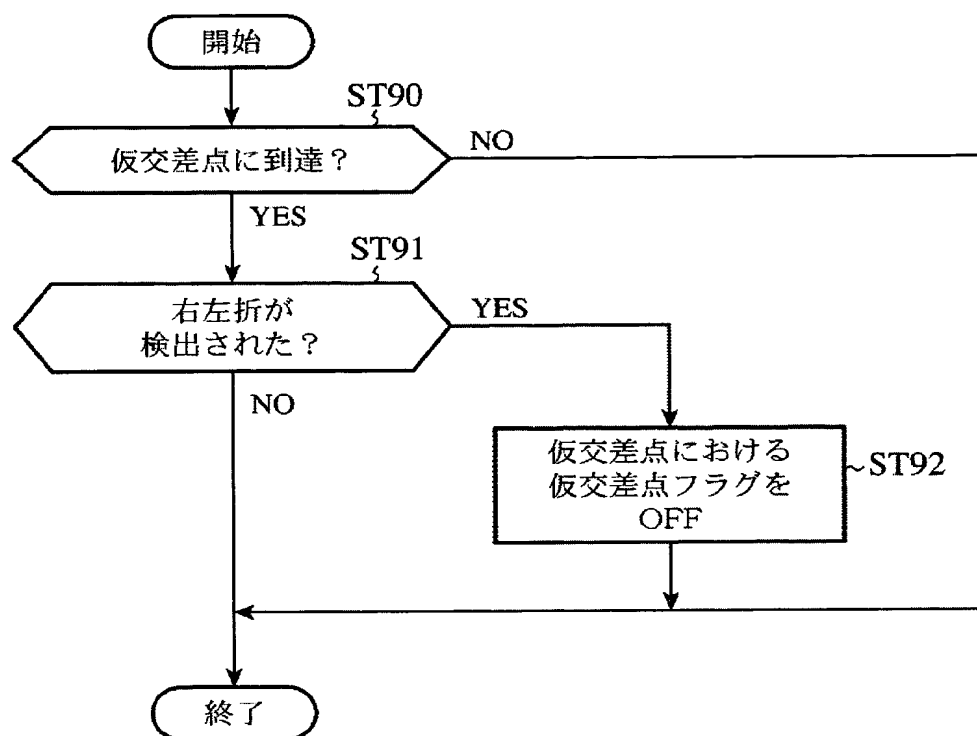 開始
ST90
仮交差点に到達？
NO
YES
ST91
右左折が
検出された？
YES
NO
仮交差点における
仮交差点フラグを
OFF
ST92
終了